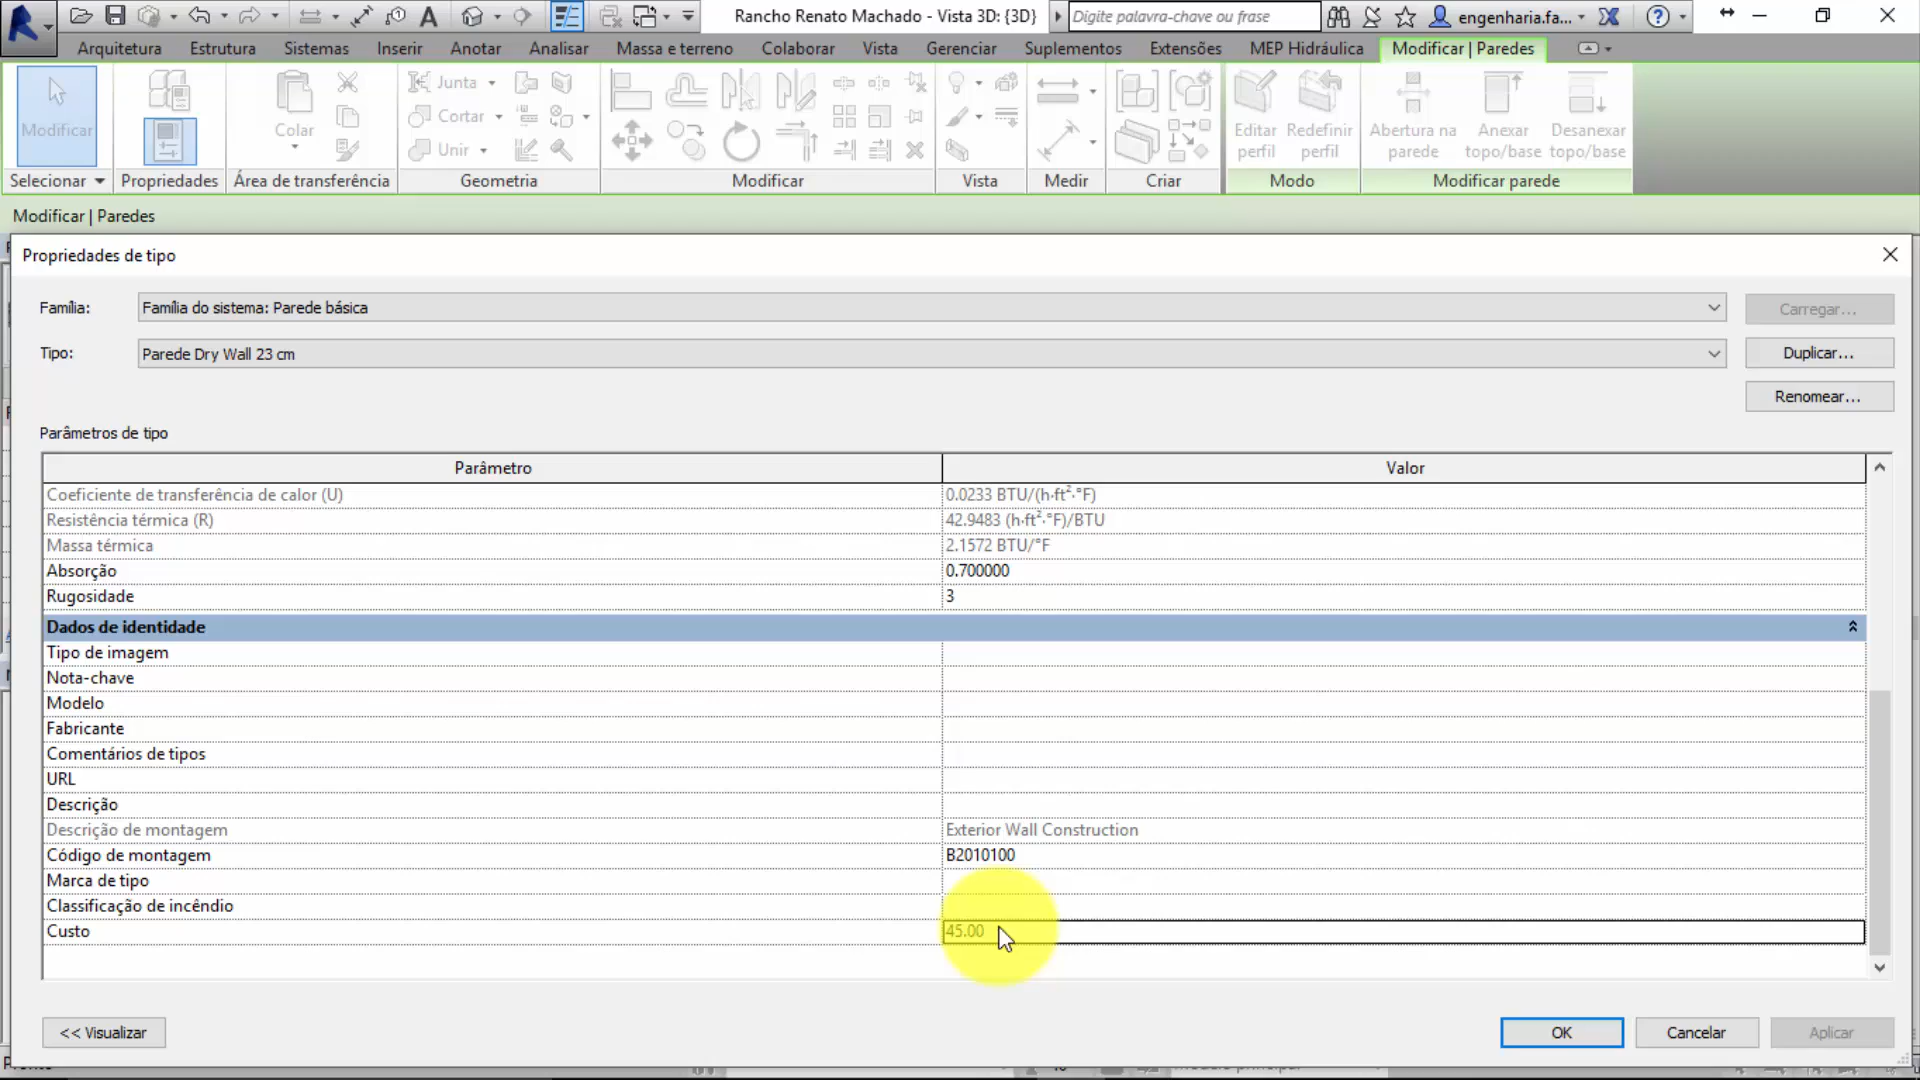 Rancho Renato Machado - Vista 3D: {3D}
Digite palavra-chave ou frase
engenharia.fa...
Arquitetura Estrutura Sistemas Inserir Anotar Analisar Massa e terreno Colaborar Vista Gerenciar Suplementos Extensões MEP Hidráulica Modificar | Paredes
Modificar
Colar
Junta
Cortar
Unir
Editar perfil
Redefinir perfil
Abertura na parede
Anexar topo/base
Desanexar topo/base
Selecionar Propriedades Área de transferência Geometria Modificar Vista Medir Criar Modo Modificar parede
Modificar | Paredes
Propriedades de tipo
Família: Família do sistema: Parede básica Carregar...
Tipo: Parede Dry Wall 23 cm Duplicar...
Renomear...
Parâmetros de tipo
Parâmetro Valor
Coeficiente de transferência de calor (U) 0.0233 BTU/(h·ft²·°F)
Resistência térmica (R) 42.9483 (h·ft²·°F)/BTU
Massa térmica 2.1572 BTU/°F
Absorção 0.700000
Rugosidade 3
Dados de identidade
Tipo de imagem
Nota-chave
Modelo
Fabricante
Comentários de tipos
URL
Descrição
Descrição de montagem Exterior Wall Construction
Código de montagem B2010100
Marca de tipo
Classificação de incêndio
Custo 45.00
<< Visualizar OK Cancelar Aplicar